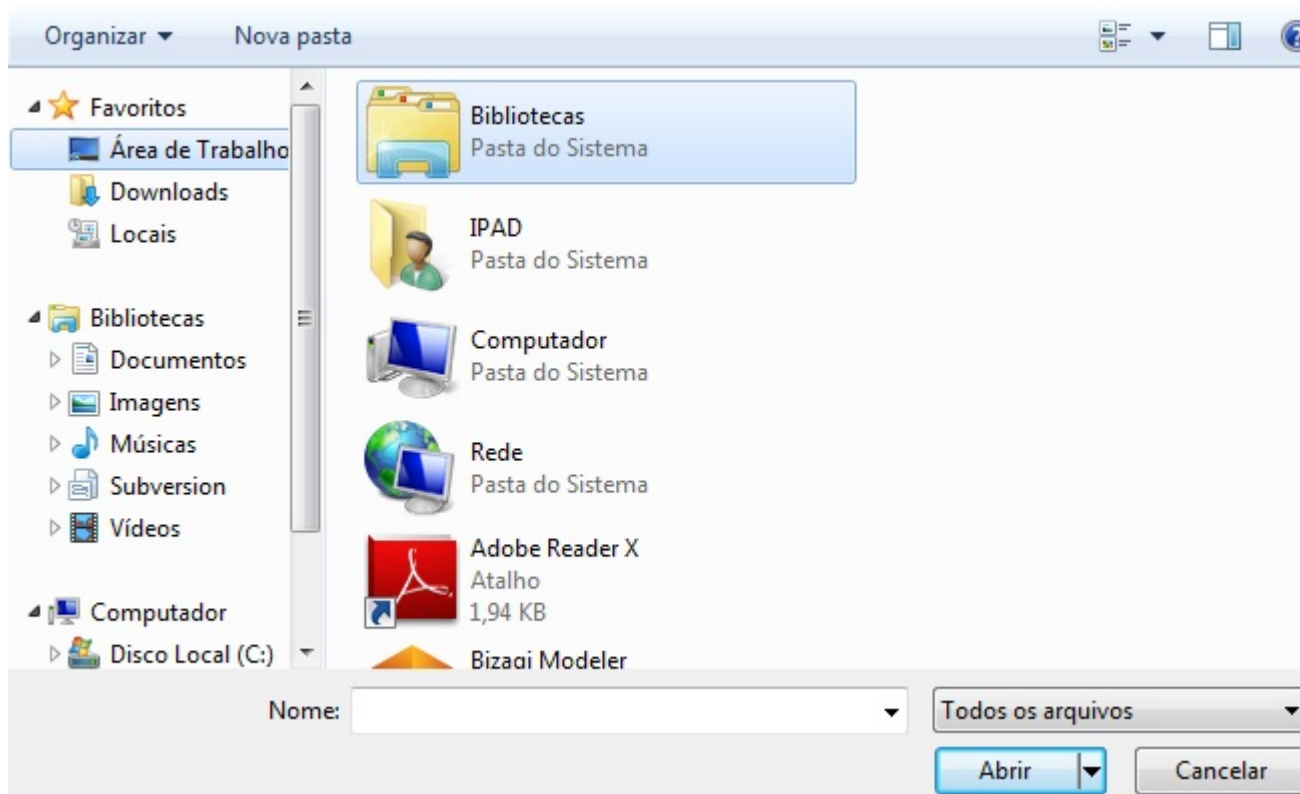 Organizar
Nova pasta
Favoritos
Área de Trabalho
Downloads
Locais
Bibliotecas
Documentos
Imagens
Músicas
Subversion
Vídeos
Computador
Disco Local (C:)
Bibliotecas
Pasta do Sistema
IPAD
Pasta do Sistema
Computador
Pasta do Sistema
Rede
Pasta do Sistema
Adobe Reader X
Atalho
1,94 KB
Bizagi Modeler
Nome:
Todos os arquivos
Abrir
Cancelar